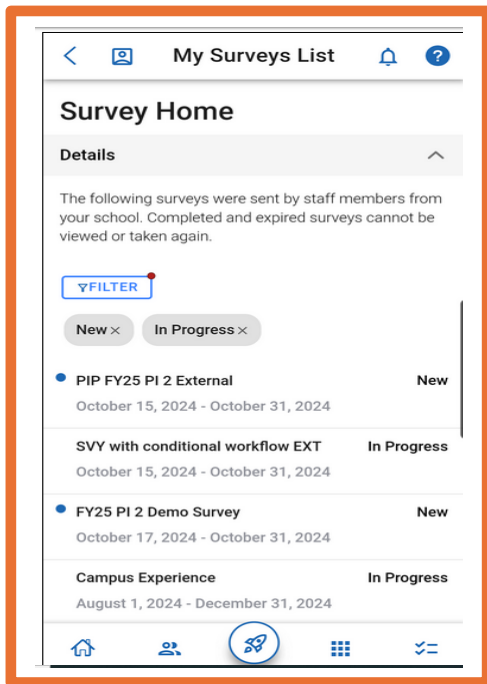 My Surveys List
?
Survey Home
Details
The following surveys were sent by staff members from
your school. Completed and expired surveys cannot be
viewed or taken again.
FILTER
New ×
In Progress ×
PIP FY25 PI 2 External New
October 15, 2024 - October 31, 2024
SVY with conditional workflow EXT In Progress
October 15, 2024 - October 31, 2024
FY25 PI 2 Demo Survey New
October 17, 2024 - October 31, 2024
Campus Experience In Progress
August 1, 2024 - December 31, 2024